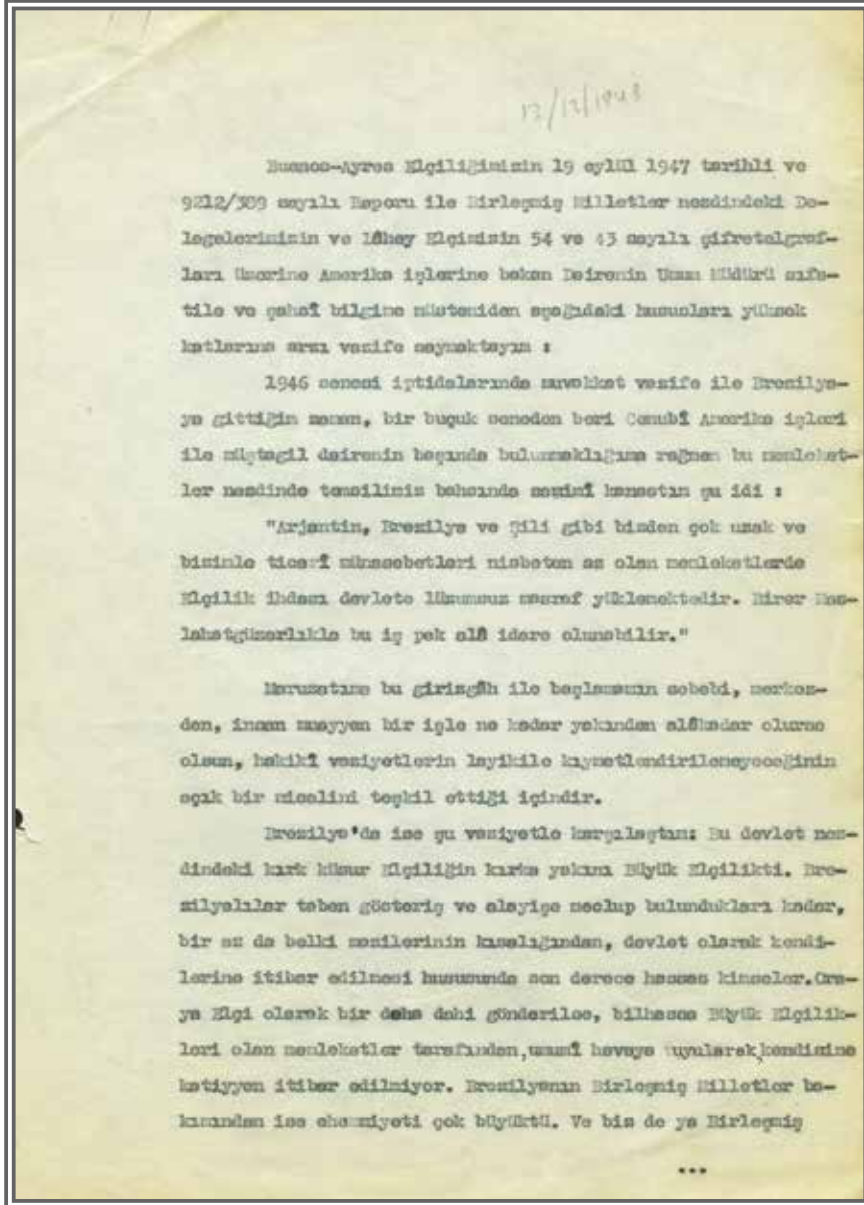 12/12/1948
Buenos-Ayres Elçiliğimizin 19 eylül 1947 tarihli ve
9212/309 sayılı Raporu ile Birleşmiş Milletler nezdindeki De-
legelerimizin ve Lâhey Elçimizin 54 ve 43 sayılı şifretelgraf-
ları üzerine Amerika işlerine bakan Dairenin Umum Müdürü sıfa-
tile ve şahsî bilgime müsteniden aşağıdaki hususları yüksek
katlarına arzı vazife saymaktayım :
1946 senesi iptidalarında muvakkat vazife ile Brezilya-
ya gittiğim zaman, bir buçuk seneden beri Cenubî Amerika işleri
ile müştagil dairenin başında bulunmaklığıma rağmen bu memleket-
ler nezdinde temsilimiz bahsinde samimî kanaatım şu idi :
"Arjantin, Brezilya ve Şili gibi bizden çok uzak ve
bizimle ticarî münasebetleri nisbeten az olan memleketlerde
Elçilik ihdası devlete lüzumsuz masraf yüklemektedir. Birer Mas-
lahatgüzarlıkla bu iş pek alâ idare olunabilir."
Maruzatıma bu girizgâh ile başlamamın sebebi, merkez-
den, insan muayyen bir işle ne kadar yakından alâkadar olursa
olsun, hakikî vaziyetlerin layikile kıymetlendirilemeyeceğinin
açık bir misalini teşkil ettiği içindir.
Brezilya'da ise şu vaziyetle karşılaştım: Bu devlet nez-
dindeki kırk küsur Elçiliğin kırka yakını Büyük Elçilikti. Bre-
zilyalılar taben gösteriş ve alayişe meclup bulundukları kadar,
bir az da belki mazilerinin kısalığından, devlet olarak kendi-
lerine itibar edilmesi hususunda son derece hassas kimseler.Ora-
ya Elçi olarak bir deha dahi gönderilse, bilhassa Büyük Elçilik-
leri olan memleketler tarafından,umumî havaya uyularak,kendisine
katiyyen itibar edilmiyor. Brezilyanın Birleşmiş Milletler ba-
kımından ise ehemmiyeti çok büyüktü. Ve biz de ya Birleşmiş
...